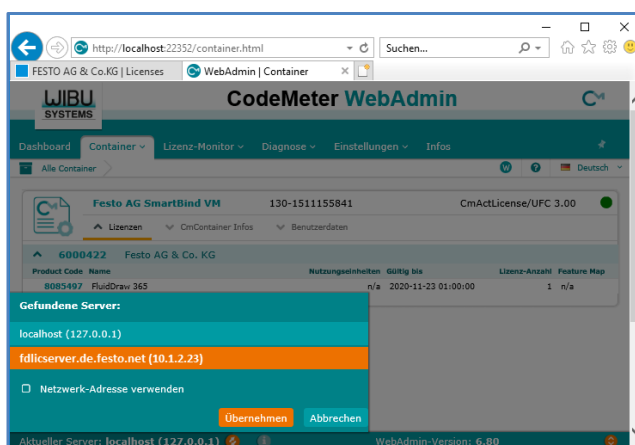 http://localhost:22352/container.html
Suchen...
FESTO AG & Co.KG | Licenses
WebAdmin | Container
WIBU
SYSTEMS
CodeMeter WebAdmin
Dashboard
Container
Lizenz-Monitor
Diagnose
Einstellungen
Infos
Alle Container
Deutsch
Festo AG SmartBind VM
130-1511155841
CmActLicense/UFC 3.00
Lizenzen
CmContainer Infos
Benutzerdaten
6000422 Festo AG & Co. KG
Product Code Name Nutzungseinheiten Gültig bis Lizenz-Anzahl Feature Map
8085497 FluidDraw 365 n/a 2020-11-23 01:00:00 1 n/a
Gefundene Server:
localhost (127.0.0.1)
fdlicserver.de.festo.net (10.1.2.23)
Netzwerk-Adresse verwenden
Übernehmen
Abbrechen
Aktueller Server: localhost (127.0.0.1)
WebAdmin-Version: 6.80